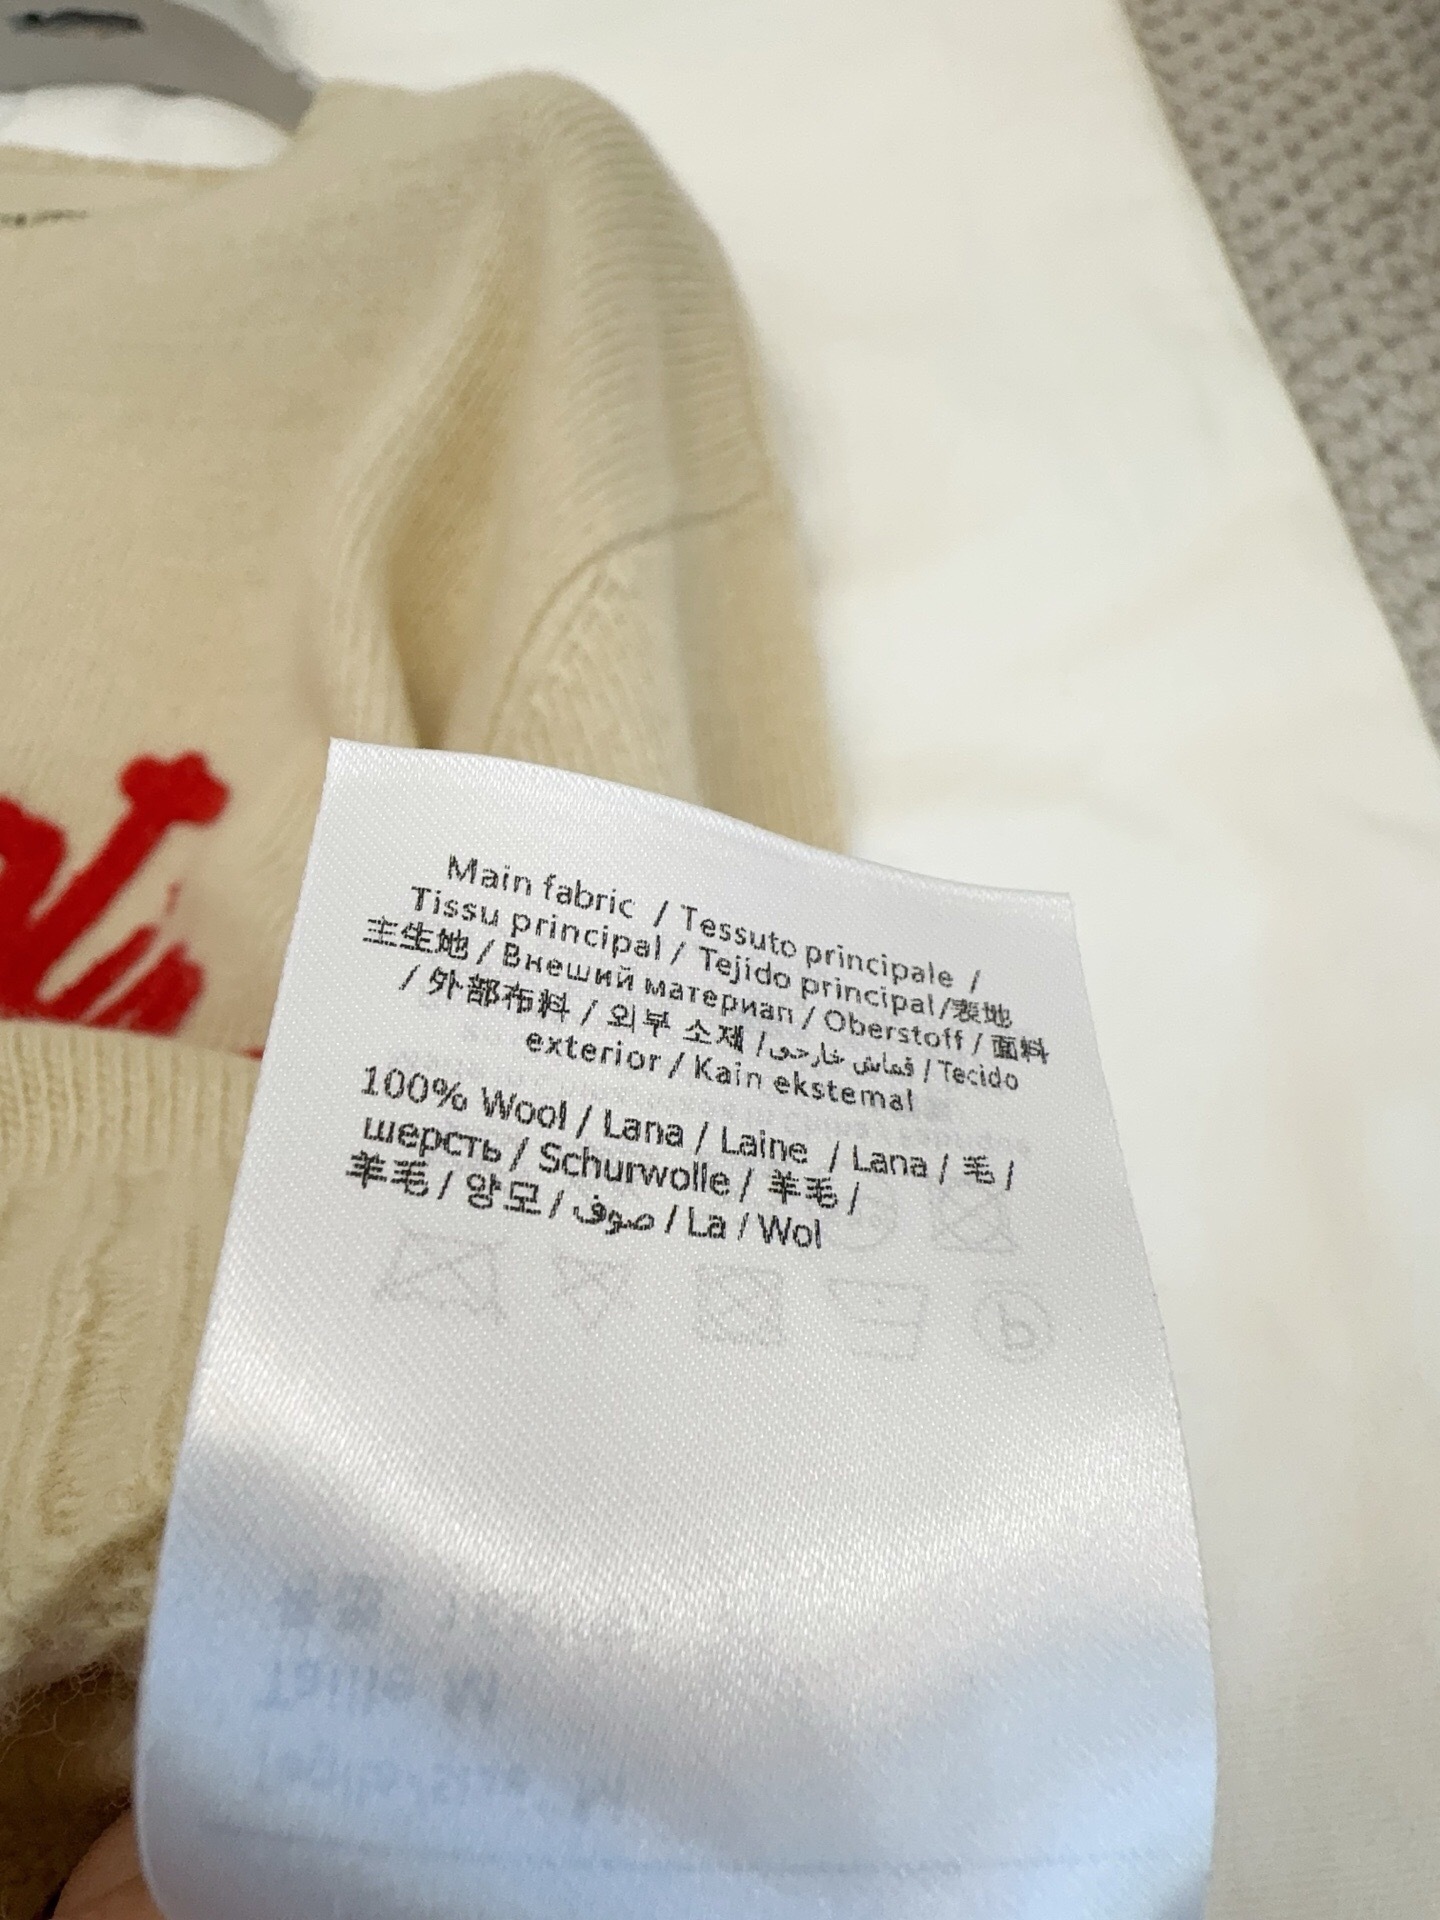 Main fabric / Tessuto principale /
Tissu principal / Tejido principal/表地
主生地 / Внеший материал / Oberstoff / 面料
/ 外部布料 / 외부 소재 /قماش خارجي / Tecido
exterior / Kain ekstemal
100% Wool / Lana / Laine / Lana / 毛 /
шерсть / Schurwolle / 羊毛 /
羊毛 / 양모 / صوف / La / Wol